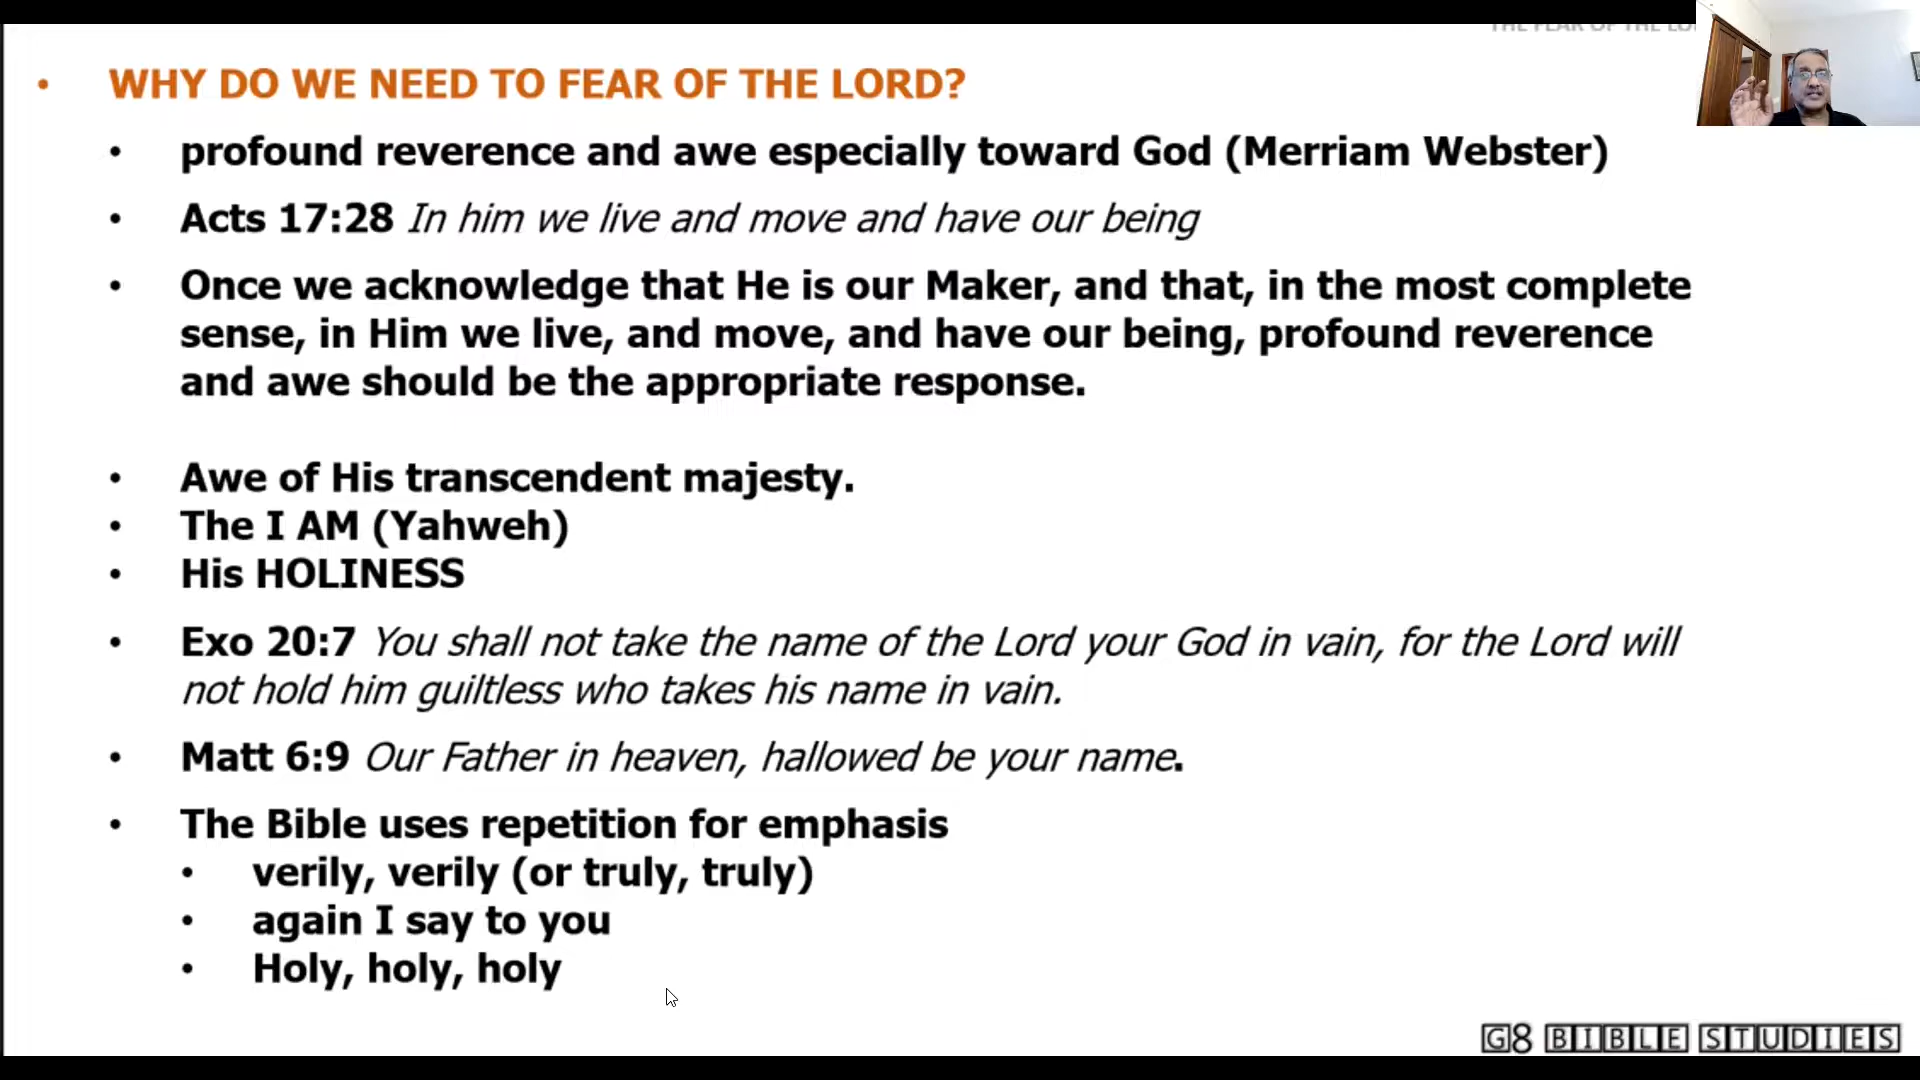 THE FEAR OF THE LO
• WHY DO WE NEED TO FEAR OF THE LORD?
• profound reverence and awe especially toward God (Merriam Webster)
• Acts 17:28 In him we live and move and have our being
• Once we acknowledge that He is our Maker, and that, in the most complete
sense, in Him we live, and move, and have our being, profound reverence
and awe should be the appropriate response.
• Awe of His transcendent majesty.
• The I AM (Yahweh)
• His HOLINESS
• Exo 20:7 You shall not take the name of the Lord your God in vain, for the Lord will
not hold him guiltless who takes his name in vain.
• Matt 6:9 Our Father in heaven, hallowed be your name.
• The Bible uses repetition for emphasis
• verily, verily (or truly, truly)
• again I say to you
• Holy, holy, holy
G8 BIBLE STUDIES